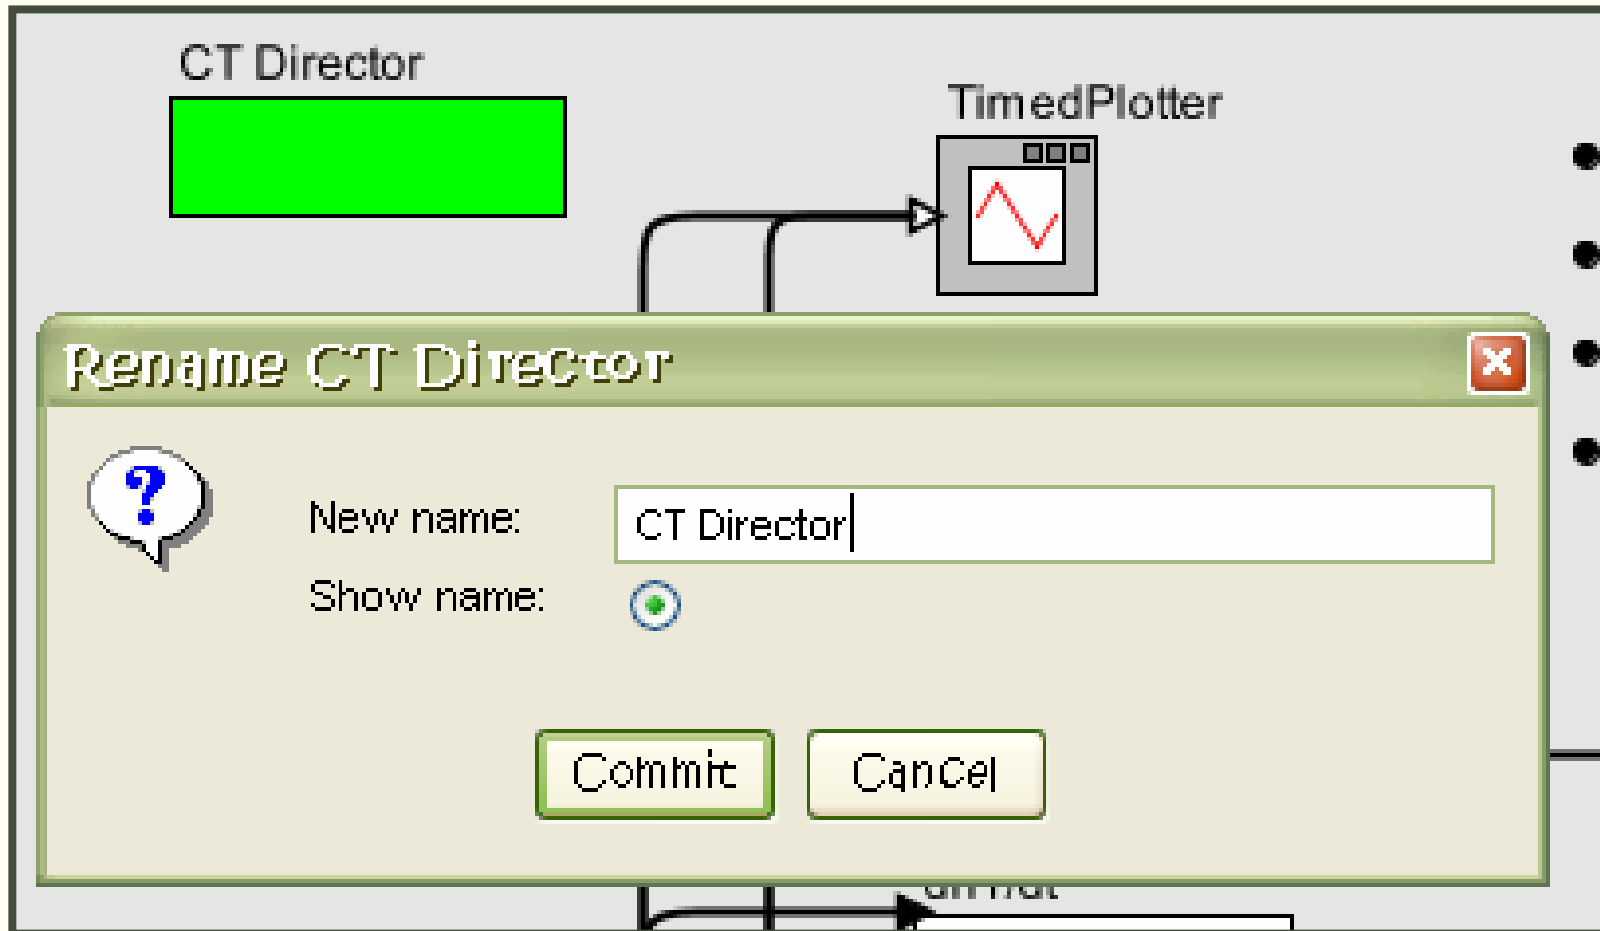 CT Director
TimedPlotter
Rename CT Director
?
New name: CT Director
Show name:
Commit Cancel